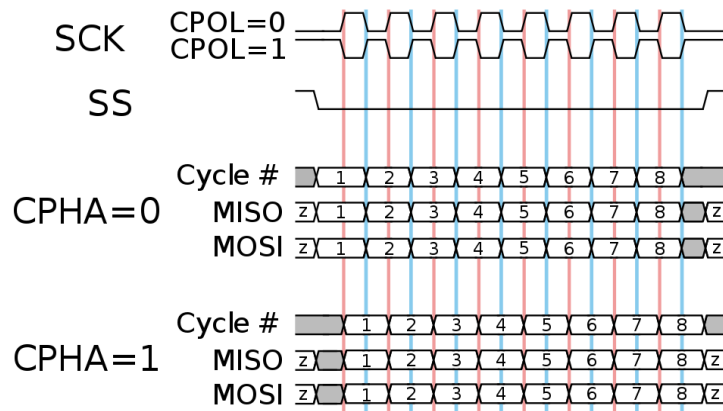 SCK CPOL=0
CPOL=1
SS
Cycle # 1 2 3 4 5 6 7 8
CPHA=0 MISO z 1 2 3 4 5 6 7 8 z
MOSI z 1 2 3 4 5 6 7 8 z
Cycle # 1 2 3 4 5 6 7 8
CPHA=1 MISO z 1 2 3 4 5 6 7 8 z
MOSI z 1 2 3 4 5 6 7 8 z